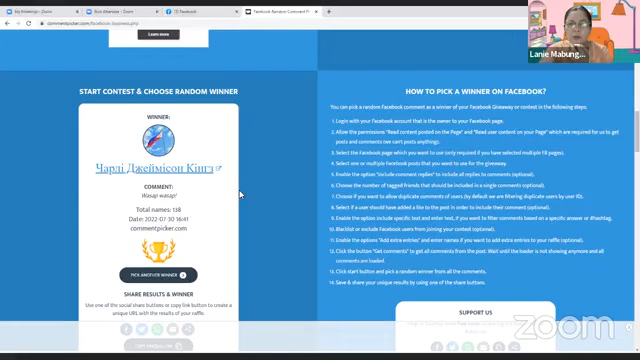 My Meetings - Zoom
Facebook
Facebook Random Comment Pi
commentpicker.com/facebook-business.php
Learn more
Lanie Mabung...
START CONTEST & CHOOSE RANDOM WINNER
WINNER:
Чарлі Джеймісон Кінгз
COMMENT:
Wasap wasap!
Total names: 138
Date: 2022-07-30 16:41
commentpicker.com
PICK ANOTHER WINNER
SHARE RESULTS & WINNER
Use one of the social share buttons or copy link button to create
a unique URL with the results of your raffle.
HOW TO PICK A WINNER ON FACEBOOK?
You can pick a random Facebook comment as a winner of your Facebook Giveaway or contest in the following steps.
1. Login with your Facebook account that is the owner to your Facebook page.
2. Allow the permissions "Read content posted on the Page" and "Read user content on your Page" which are required for us to get
posts and comments (we can't posts anything).
3. Select the Facebook page which you want to use (only required if you have selected multiple FB pages).
4. Select one or multiple Facebook posts that you want to use for the giveaway.
5. Enable the option "include comment replies" to include all replies to comments (optional).
6. Choose the number of tagged friends that should be included in a single comments (optional).
7. Choose if you want to allow duplicate comments of users (by default we are filtering duplicate users by user ID).
8. Select if a user should have added a file to the post in order to include their comment (optional).
9. Enable the option include specific text and enter text, if you want to filter comments based on a specific answer or #hashtag.
10. Blacklist or exclude Facebook users from joining your contest (optional).
11. Enable the options "Add extra entries" and enter names if you want to add extra entries to your raffle (optional).
12. Click the button "Get comments" to get all comments from the post. Wait until the loader is not showing anymore and all
comments are loaded.
13. Click start button and pick a random winner from all the comments.
14. Save & share your unique results by using one of the share buttons.
SUPPORT US
zoom